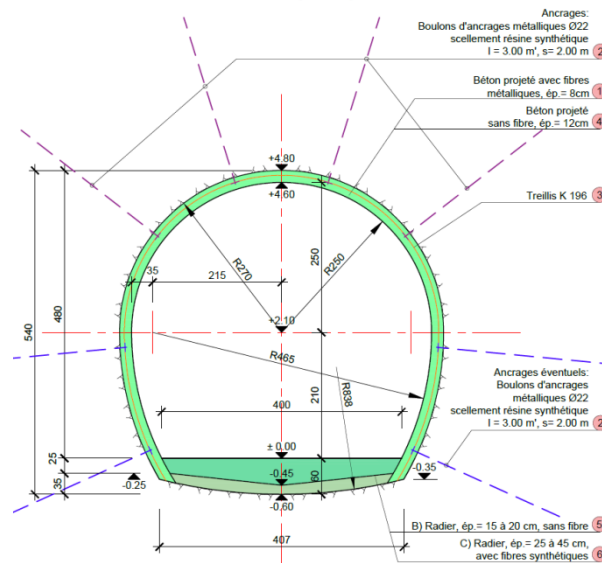 Ancrages:
Boulons d'ancrages métalliques Ø22
scellement résine synthétique
l = 3.00 m', s= 2.00 m
2
Béton projeté avec fibres
métalliques, ép.= 8cm
1
Béton projeté
sans fibre, ép.= 12cm
4
+4.80
+4.60
Treillis K 196
3
35
215
R270
R250
250
540
480
+2.10
R465
R838
210
Ancrages éventuels:
Boulons d'ancrages
métalliques Ø22
scellement résine synthétique
l = 3.00 m', s= 2.00 m
2
400
± 0.00
25
35
-0.25
-0.45
-0.35
60
-0.60
B) Radier, ép.= 15 à 20 cm, sans fibre
5
407
C) Radier, ép.= 25 à 45 cm,
avec fibres synthétiques
6